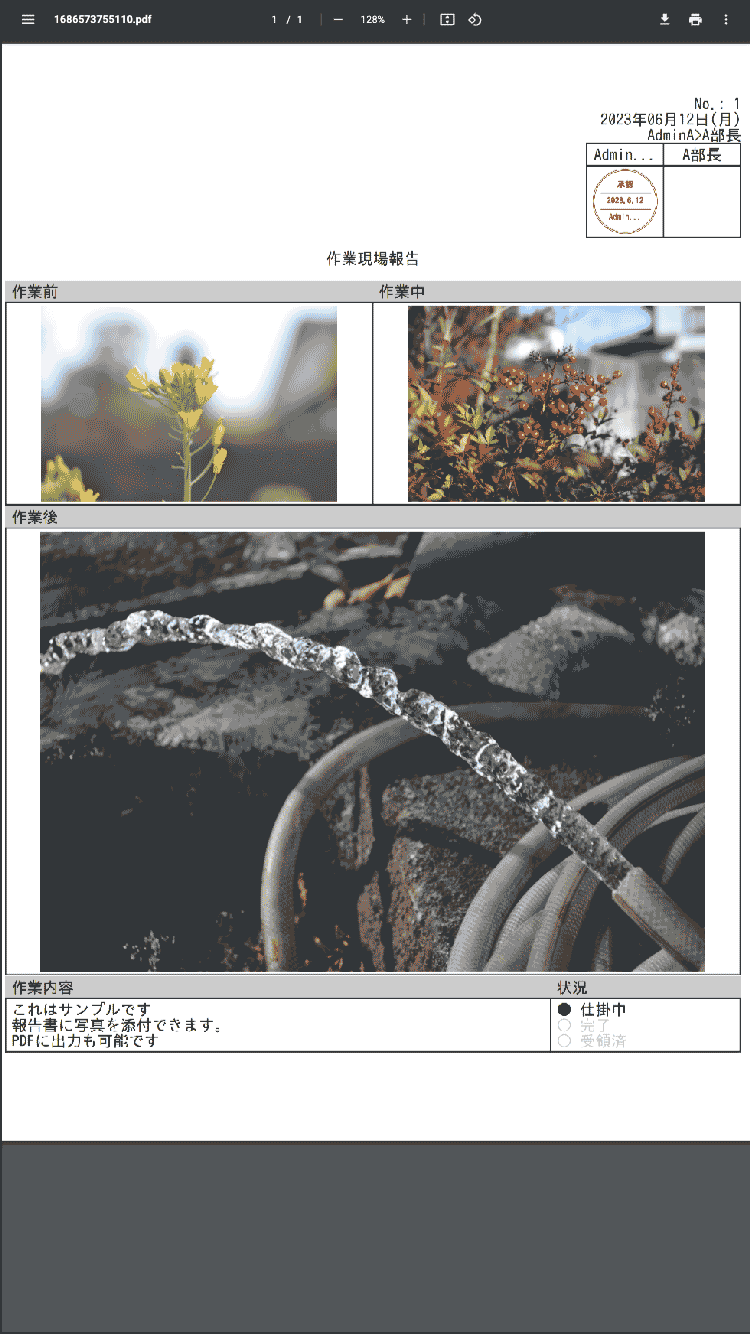 1686573755110.pdf
1 / 1
128%
No.: 1
2023年06月12日(月)
AdminA>A部長
Admin... A部長
承認
2023.6.12
Admin...
作業現場報告
作業前 作業中
作業後
作業内容 状況
これはサンプルです
報告書に写真を添付できます。
PDFに出力も可能です
仕掛中
完了
受領済